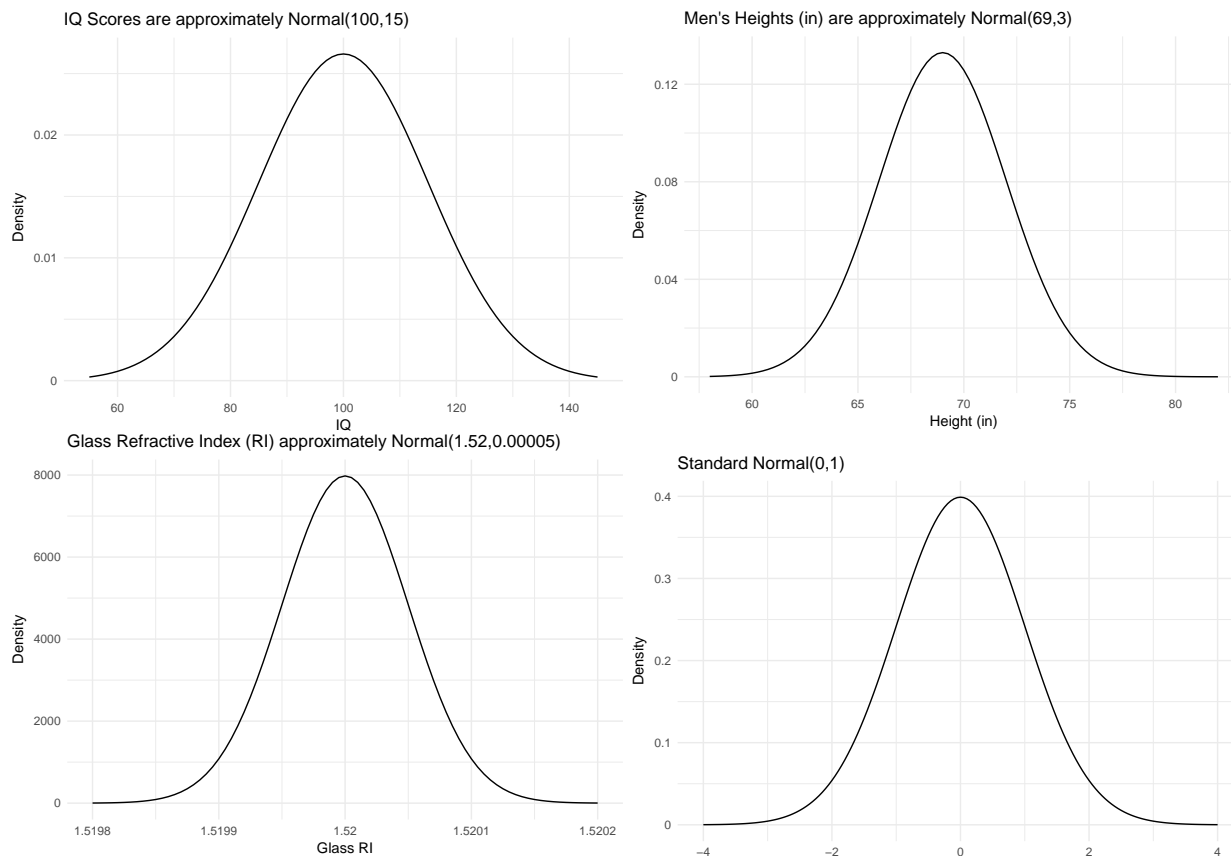 IQ Scores are approximately Normal(100,15)
Density
0.02
0.01
0
60 80 100 120 140
IQ
Men's Heights (in) are approximately Normal(69,3)
Density
0.12
0.08
0.04
0
60 65 70 75 80
Height (in)
Glass Refractive Index (RI) approximately Normal(1.52,0.00005)
Density
8000
6000
4000
2000
0
1.5198 1.5199 1.52 1.5201 1.5202
Glass RI
Standard Normal(0,1)
Density
0.4
0.3
0.2
0.1
0
−4 −2 0 2 4